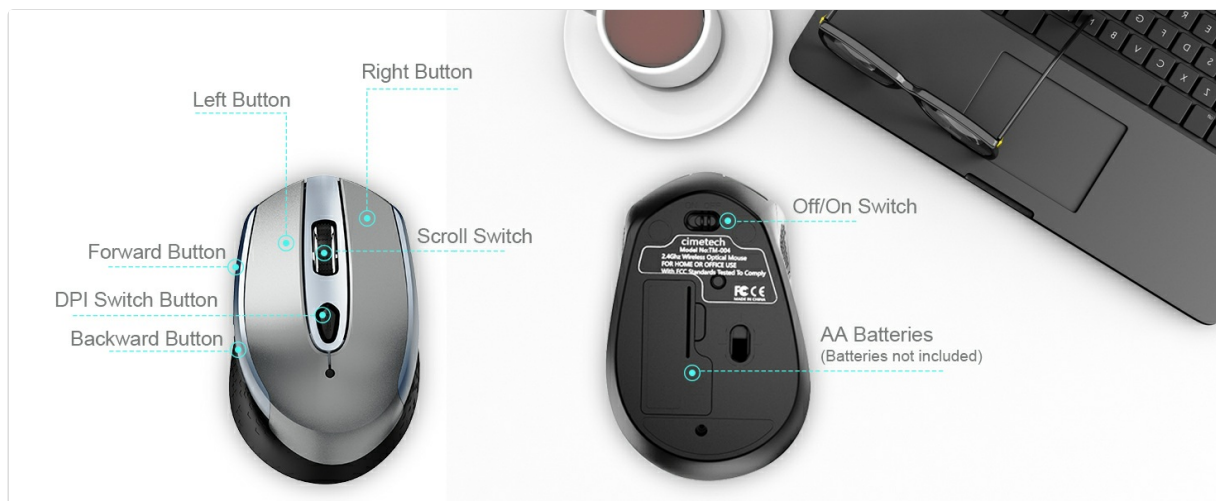 Right Button
Left Button
Off/On Switch
Scroll Switch
Forward Button
DPI Switch Button
Backward Button
cimetech
Model No:TM-004
2.4Ghz Wireless Optical Mouse
FOR HOME OR OFFICE USE
With FCC Standards Tested To Comply
FC CE
MADE IN CHINA
AA Batteries
(Batteries not included)